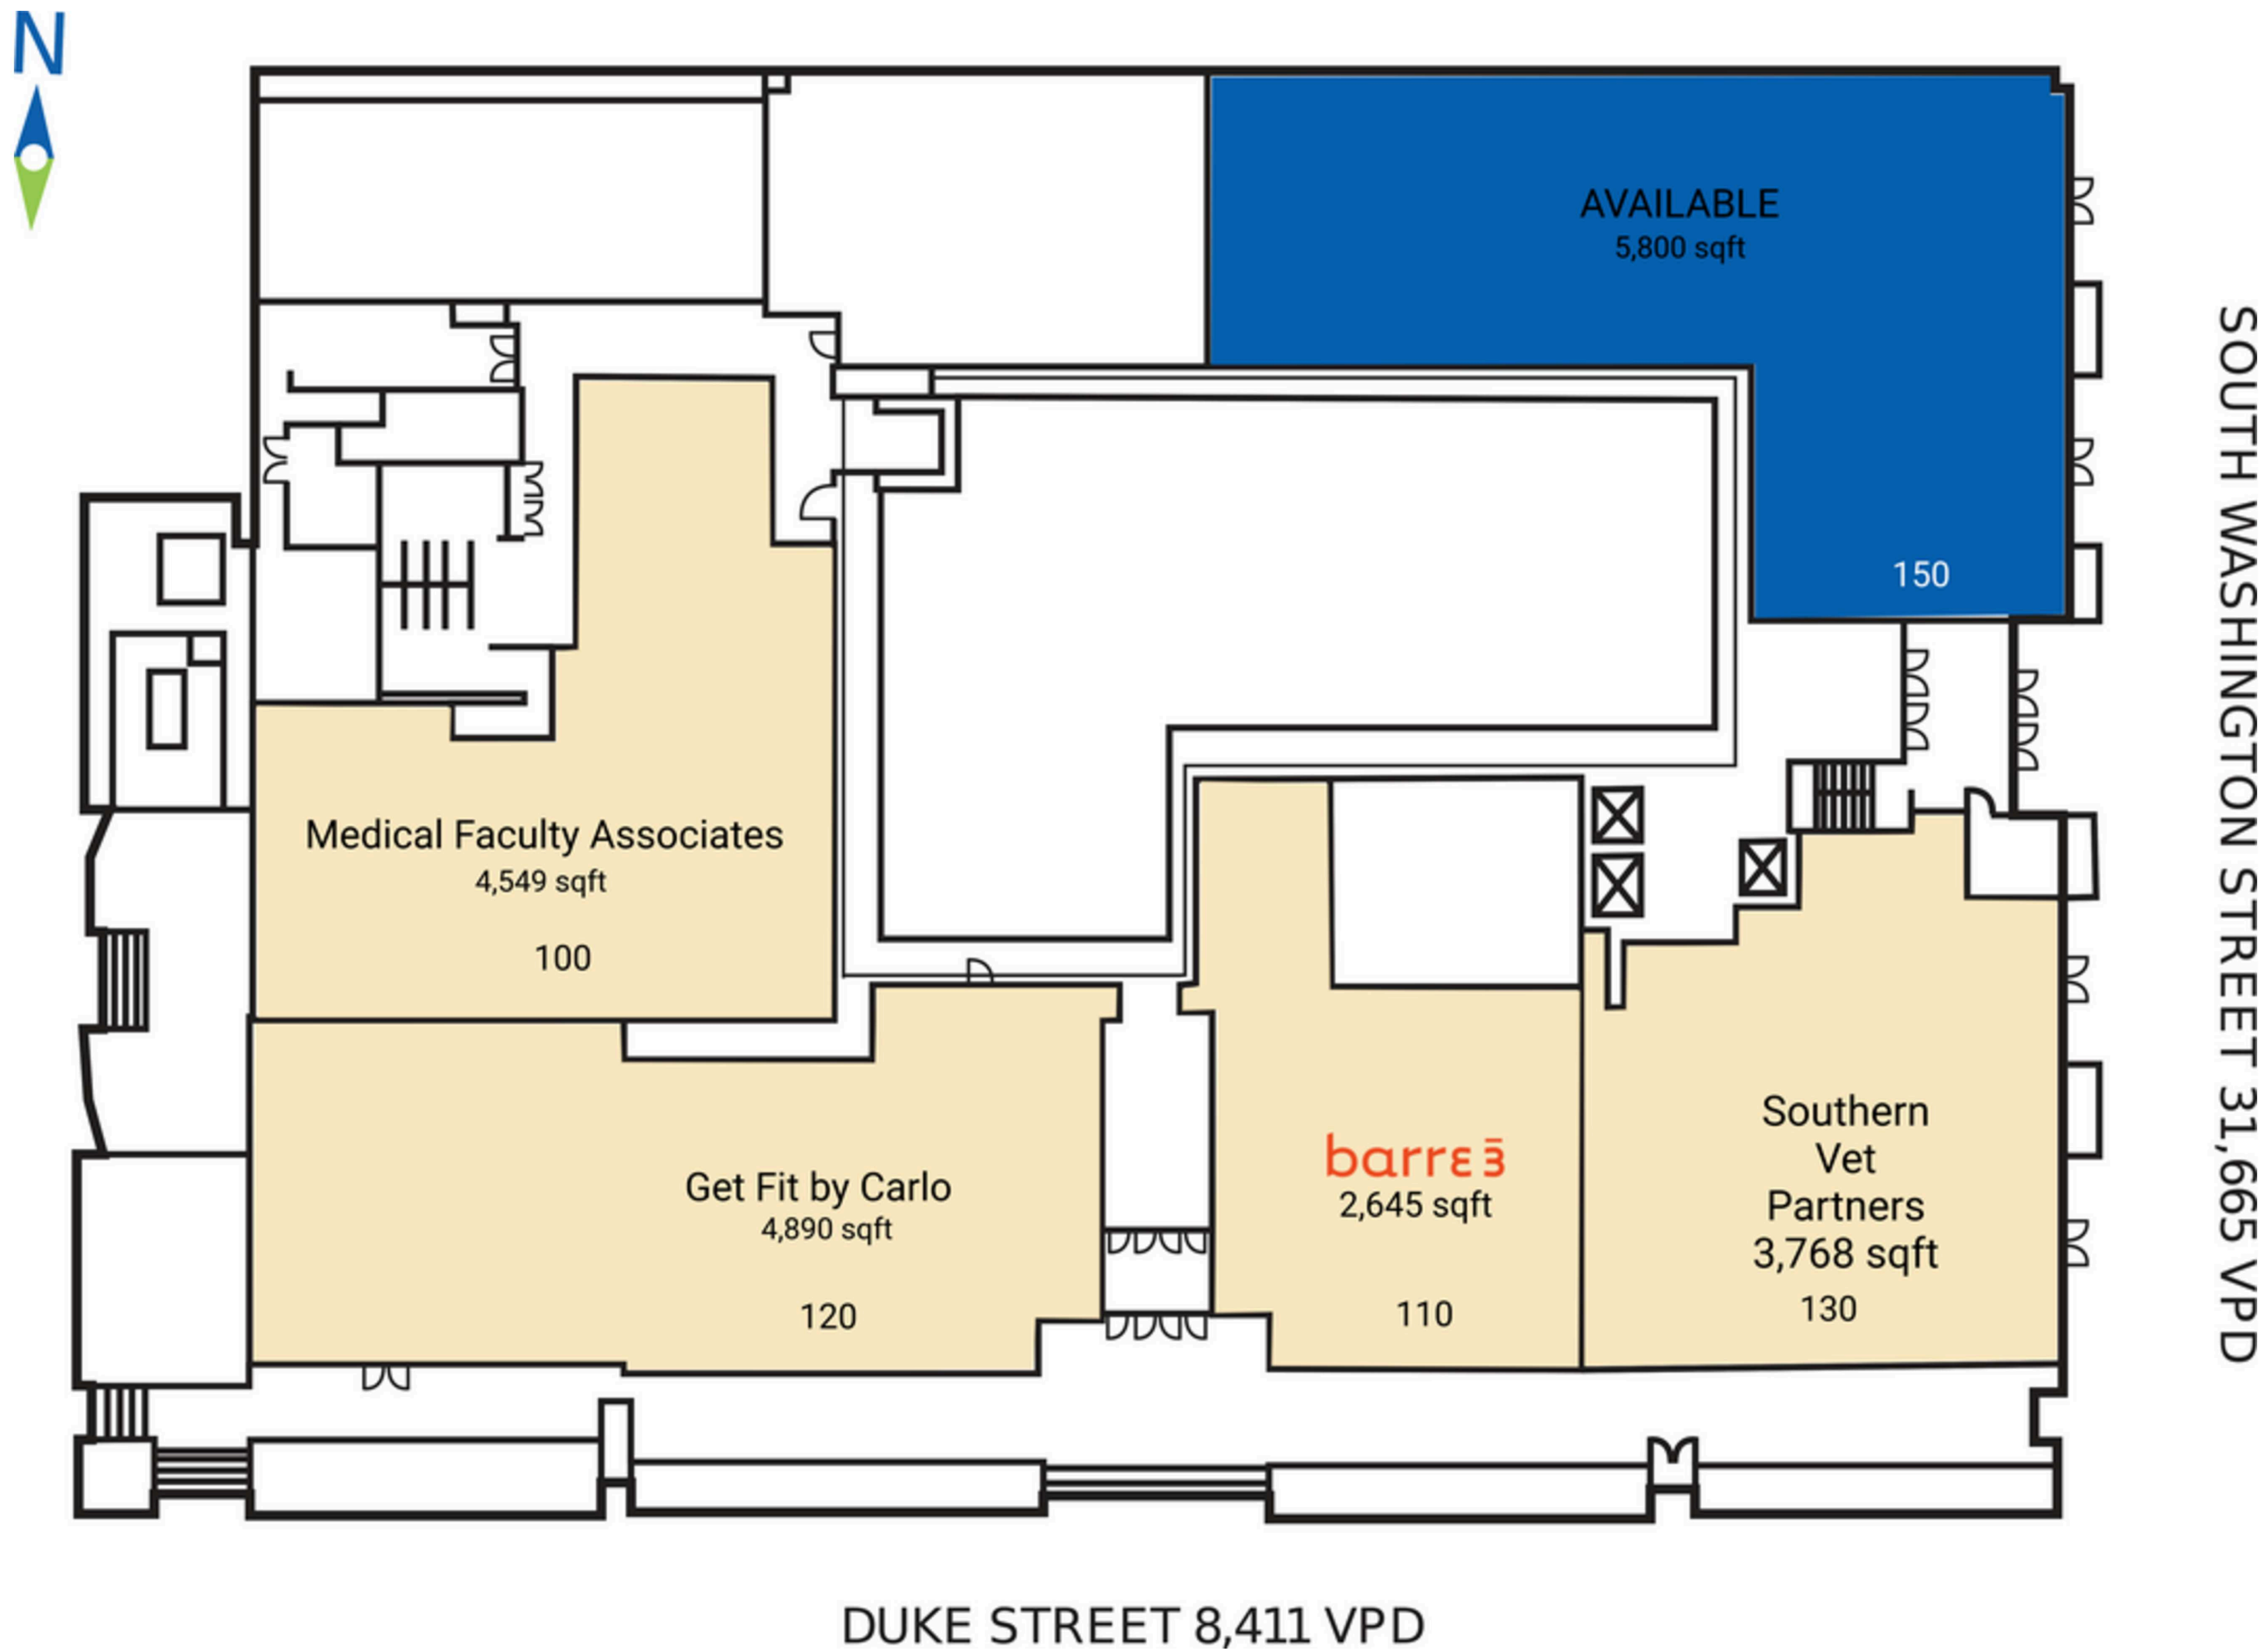 N
AVAILABLE
5,800 sqft
150
SOUTH WASHINGTON STREET 31,665 VPD
Medical Faculty Associates
4,549 sqft
100
Get Fit by Carlo
4,890 sqft
120
barre3
2,645 sqft
110
Southern
Vet
Partners
3,768 sqft
130
DUKE STREET 8,411 VPD